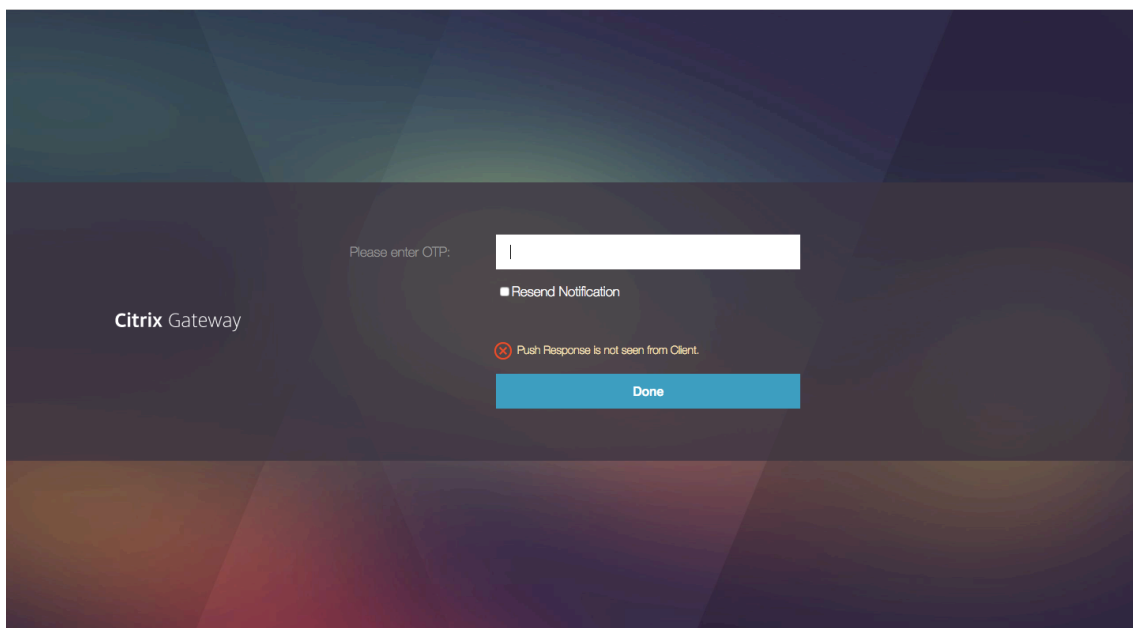 Please enter OTP:
Resend Notification
Citrix Gateway
Push Response is not seen from Client.
Done